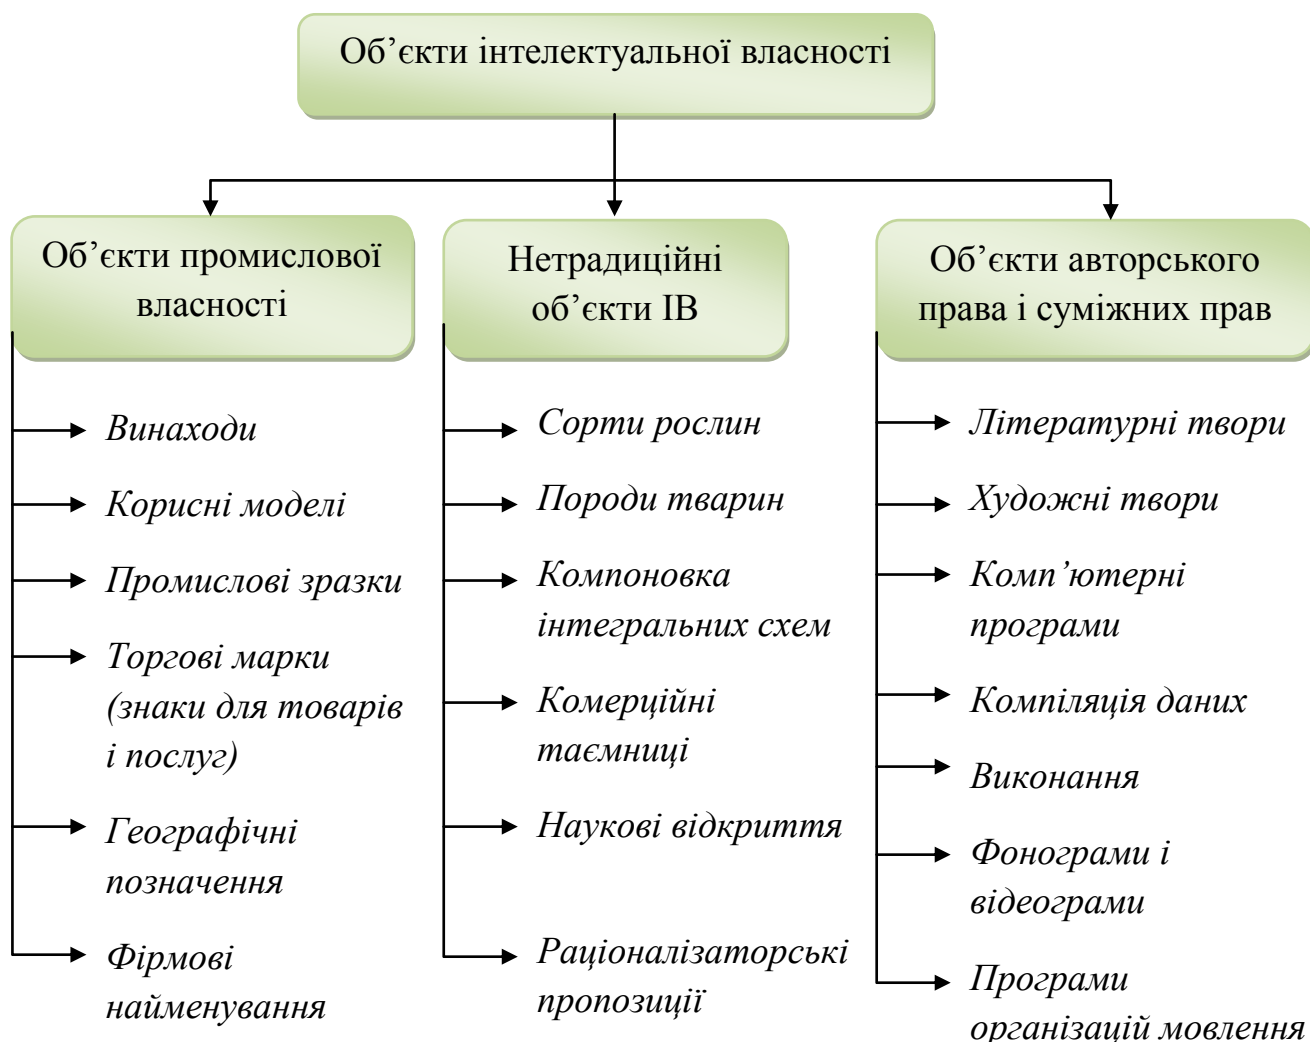 Об’єкти інтелектуальної власності
Об’єкти промислової
власності
Винаходи
Корисні моделі
Промислові зразки
Торгові марки
(знаки для товарів
і послуг)
Географічні
позначення
Фірмові
найменування
Нетрадиційні
об’єкти ІВ
Сорти рослин
Породи тварин
Компоновка
інтегральних схем
Комерційні
таємниці
Наукові відкриття
Раціоналізаторські
пропозиції
Об’єкти авторського
права і суміжних прав
Літературні твори
Художні твори
Комп’ютерні
програми
Компіляція даних
Виконання
Фонограми і
відеограми
Програми
організацій мовлення